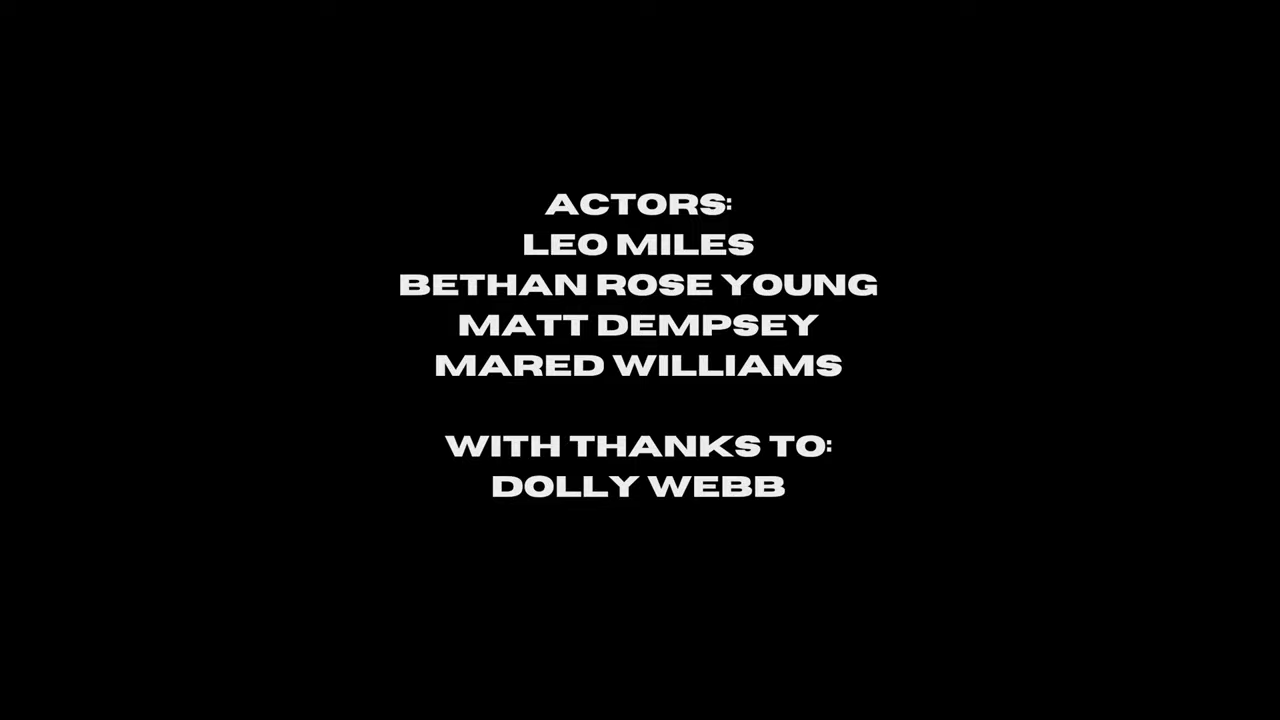 ACTORS:
LEO MILES
BETHAN ROSE YOUNG
MATT DEMPSEY
MARED WILLIAMS
WITH THANKS TO:
DOLLY WEBB